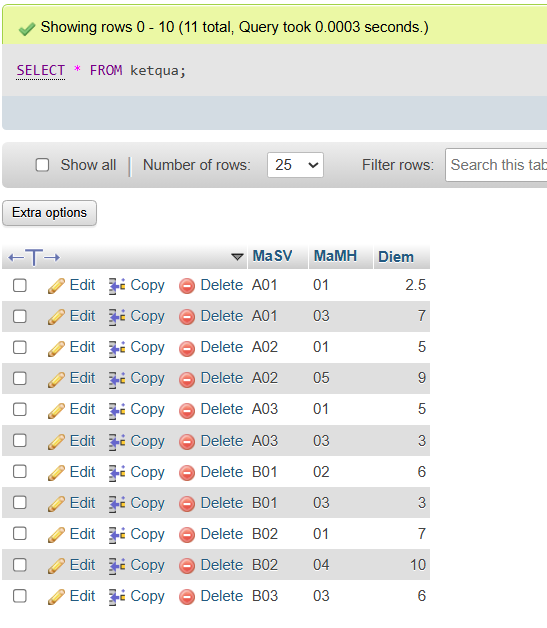 Showing rows 0 - 10 (11 total, Query took 0.0003 seconds.)
SELECT * FROM ketqua;
Show all Number of rows: 25 Filter rows: Search this tab
Extra options
MaSV MaMH Diem
Edit Copy Delete A01 01 2.5
Edit Copy Delete A01 03 7
Edit Copy Delete A02 01 5
Edit Copy Delete A02 05 9
Edit Copy Delete A03 01 5
Edit Copy Delete A03 03 3
Edit Copy Delete B01 02 6
Edit Copy Delete B01 03 3
Edit Copy Delete B02 01 7
Edit Copy Delete B02 04 10
Edit Copy Delete B03 03 6